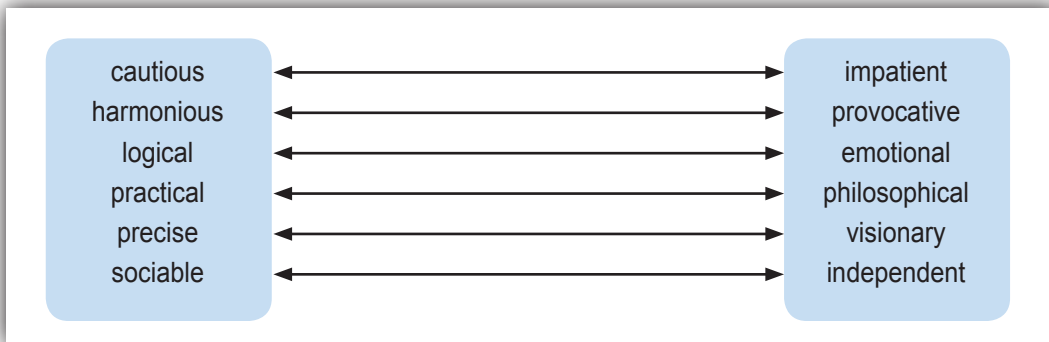 cautious impatient
harmonious provocative
logical emotional
practical philosophical
precise visionary
sociable independent